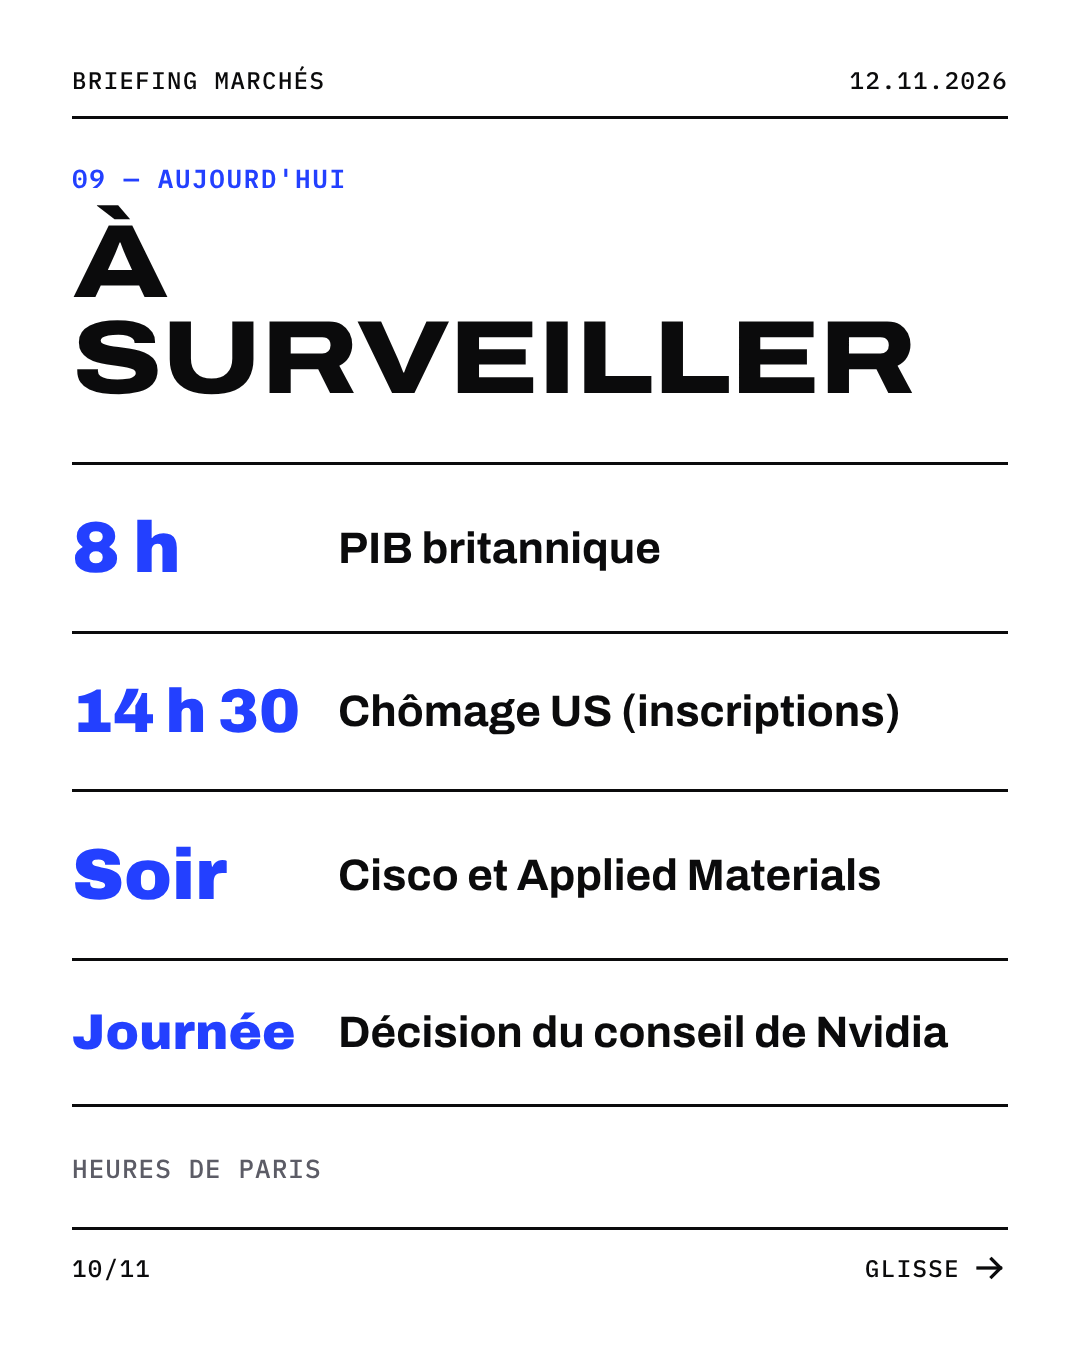 BRIEFING MARCHÉS 12.11.2026
09 — AUJOURD'HUI
À
SURVEILLER
8 h PIB britannique
14 h 30 Chômage US (inscriptions)
Soir Cisco et Applied Materials
Journée Décision du conseil de Nvidia
HEURES DE PARIS
10/11 GLISSE →